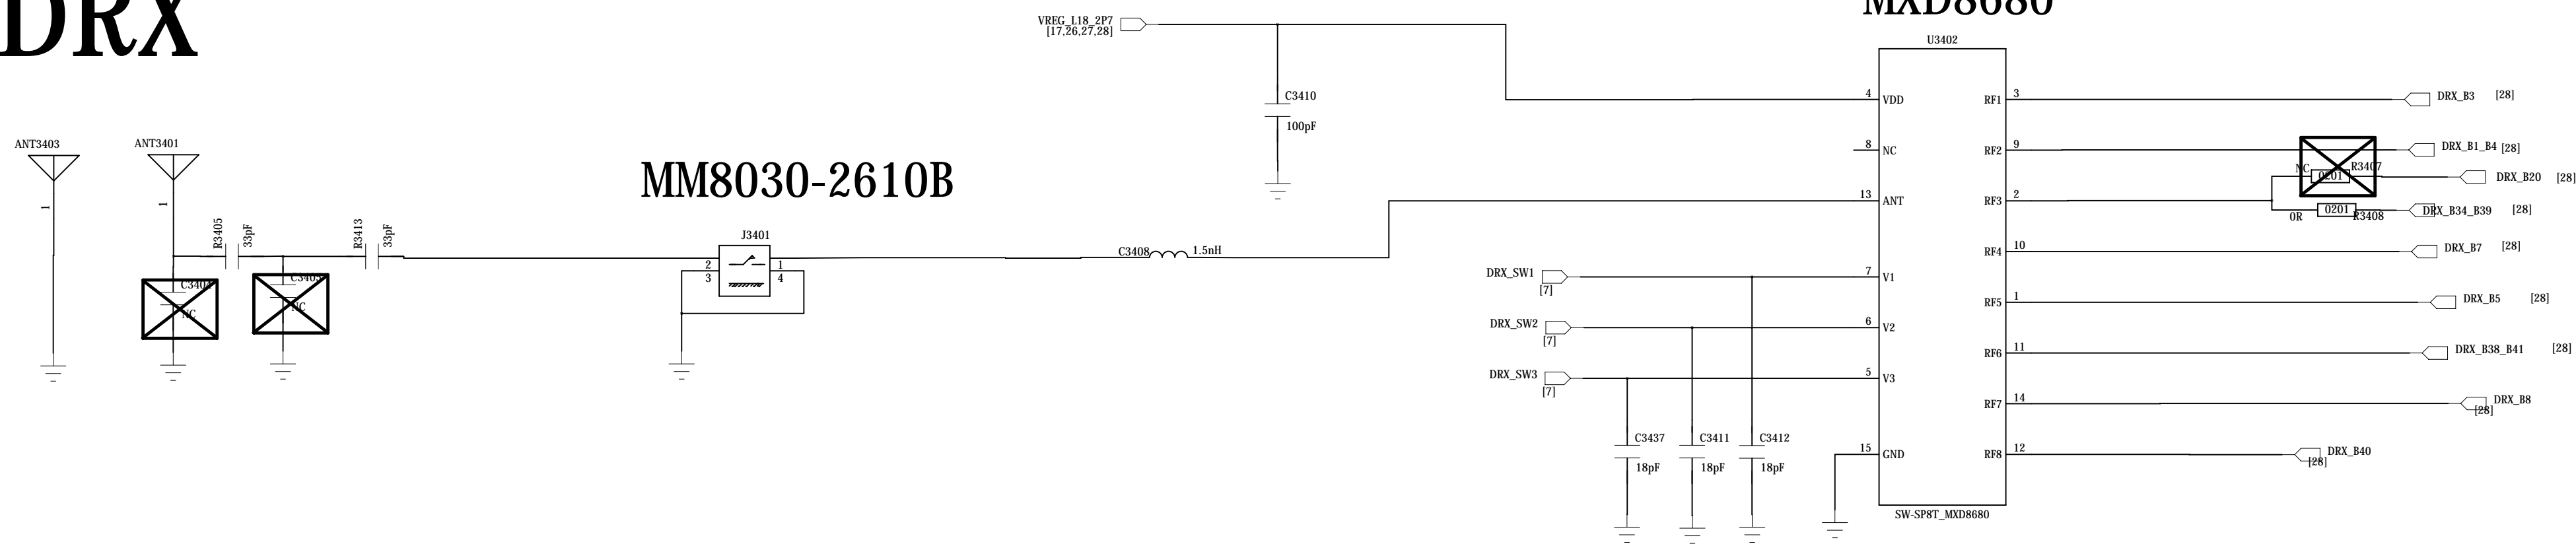 DRX
MXD8680
VREG_L18_2P7
[17,26,27,28]
U3402
C3410
100pF
ANT3403
ANT3401
1
1
MM8030-2610B
R3405
33pF
R3413
33pF
C3405
NC
NC
J3401
2
3
1
4
C3408
1.5nH
DRX_SW1
[7]
DRX_SW2
[7]
DRX_SW3
[7]
C3437
18pF
C3411
18pF
C3412
18pF
4 VDD
8 NC
13 ANT
7 V1
6 V2
5 V3
15 GND
RF1 3
RF2 9
RF3 2
RF4 10
RF5 1
RF6 11
RF7 14
RF8 12
SW-SP8T_MXD8680
DRX_B3 [28]
DRX_B1_B4 [28]
NC 0201 R3407
DRX_B20 [28]
0R 0201 R3408
DRX_B34_B39 [28]
DRX_B7 [28]
DRX_B5 [28]
DRX_B38_B41 [28]
DRX_B8
[28]
DRX_B40
[28]